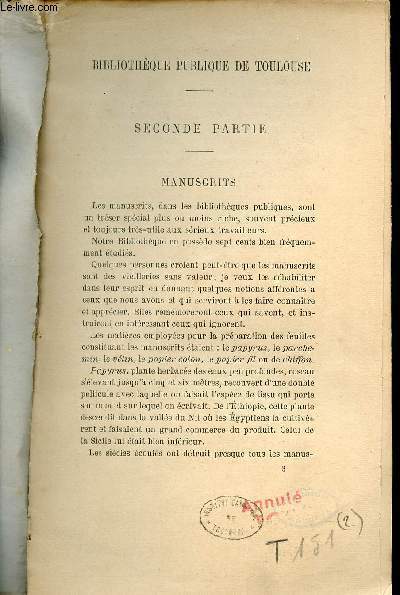 Le-livre.fr
BIBLIOTHÈQUE PUBLIQUE DE TOULOUSE
SECONDE PARTIE
MANUSCRITS
Les manuscrits, dans les bibliothèques publiques, sont
un trésor spécial plus ou moins riche, souvent précieux
et toujours très-utile aux sérieux travailleurs.
Notre Bibliothèque en possède sept cents bien fréquem-
ment étudiés.
Quelques personnes croient peut-être que les manuscrits
sont des vieilleries sans valeur; je veux les réhabiliter
dans leur esprit en donnant quelques notions afférentes à
ceux que nous avons et qui serviront à les faire connaître
et apprécier. Elles remémoreront ceux qui savent, et ins-
truiront en intéressant ceux qui ignorent.
Les matières employées pour la préparation des feuilles
constituant les manuscrits étaient : le papyrus, le parche-
min, le vélin, le papier coton, le papier fil ou de chiffon.
Papyrus, plante herbacée des eaux peu profondes, roseau
s'élevant jusqu'à cinq et six mètres, recouvert d'une double
pellicule avec laquelle on faisait l'espèce de tissu qui porte
son nom et sur lequel on écrivait. De l'Éthiopie, cette plante
descendit dans la vallée du Nil où les Égyptiens la cultivè-
rent et faisaient un grand commerce du produit. Celui de
la Sicile lui était bien inférieur.
Les siècles écoulés ont détruit presque tous les manus-
annulé
T 181 (2)